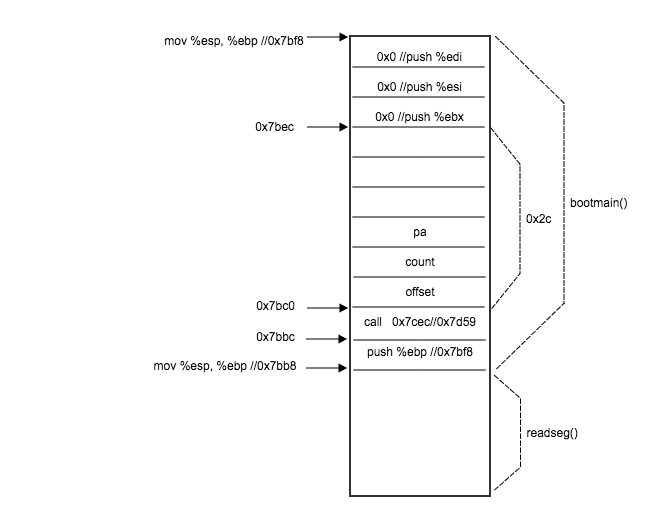 mov %esp, %ebp //0x7bf8
0x0 //push %edi
0x0 //push %esi
0x0 //push %ebx
0x7bec
bootmain()
0x2c
pa
count
offset
0x7bc0
call 0x7cec//0x7d59
0x7bbc
push %ebp //0x7bf8
mov %esp, %ebp //0x7bb8
readseg()